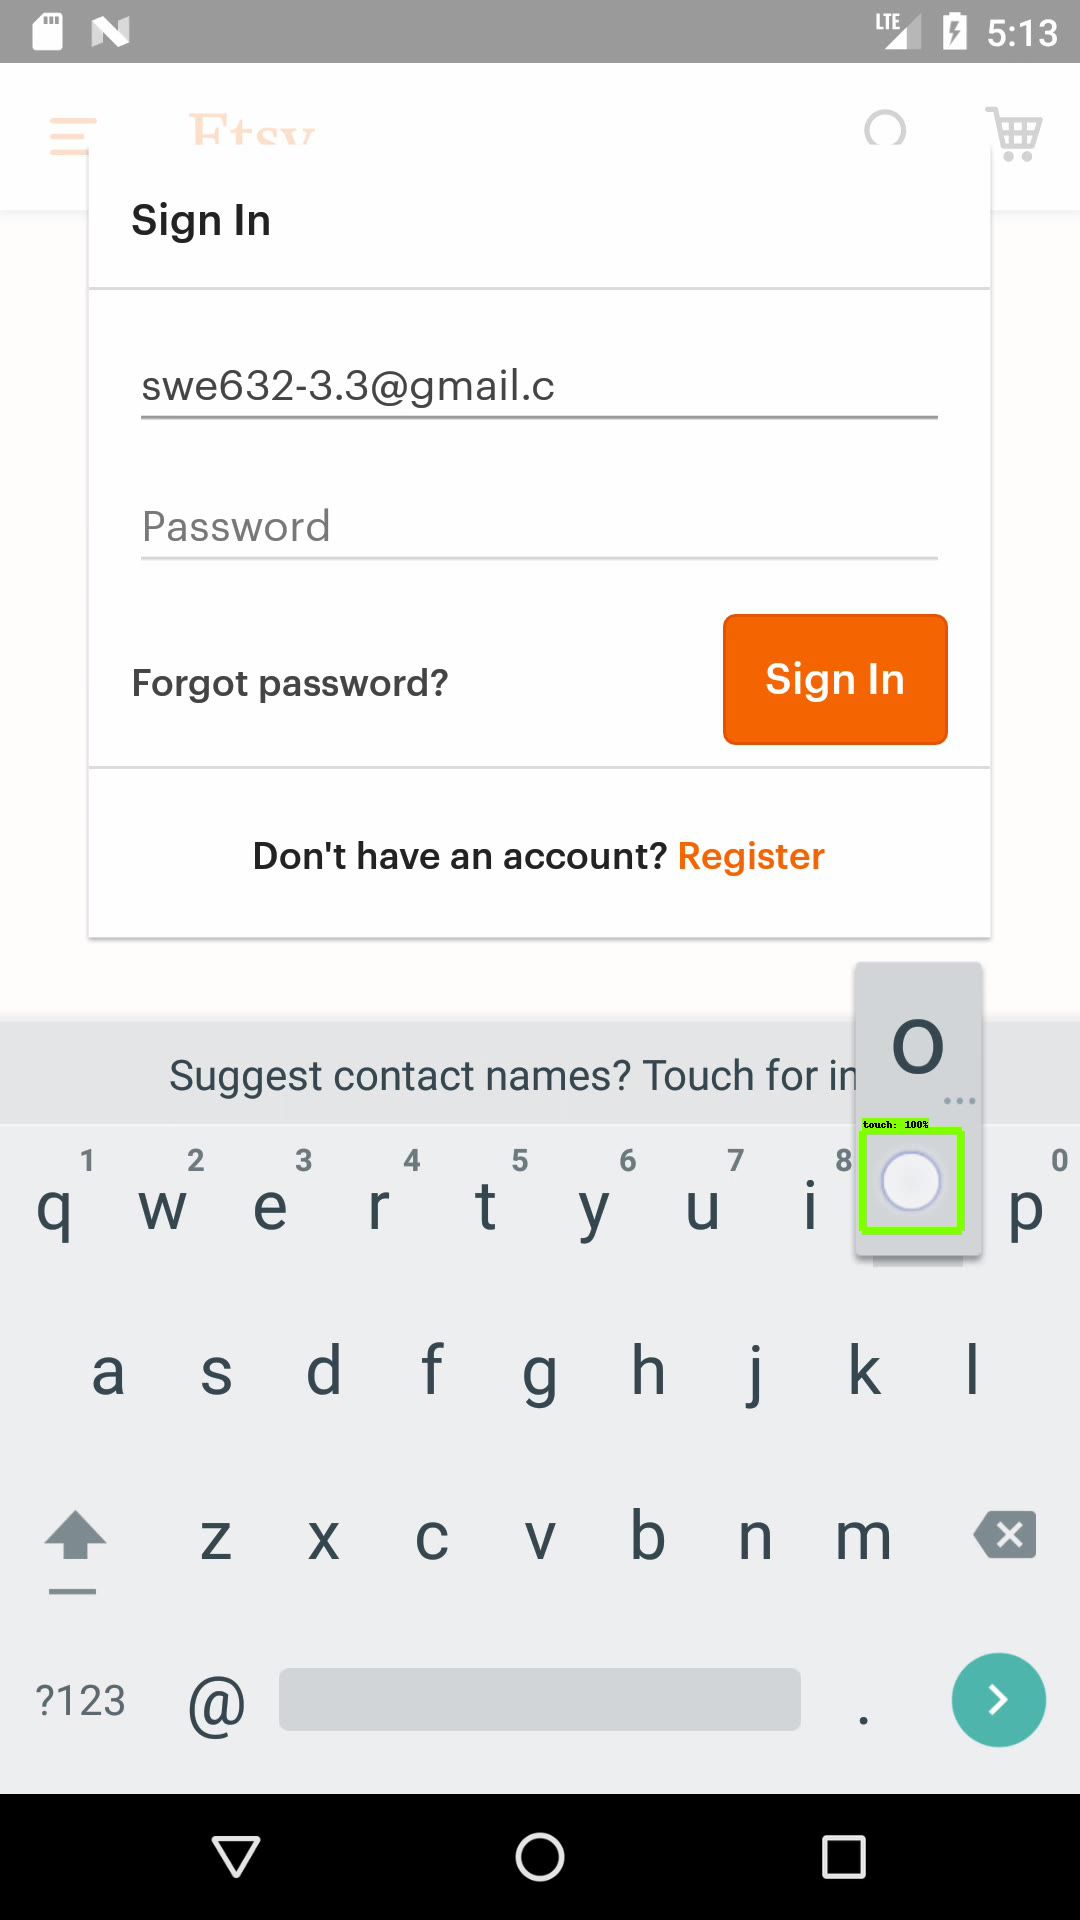 LTE 5:13
Etsy
Sign In
swe632-3.3@gmail.c
Password
Forgot password?
Sign In
Don't have an account? Register
o
Suggest contact names? Touch for in
touch: 100%
1 2 3 4 5 6 7 8 0
q w e r t y u i p
a s d f g h j k l
z x c v b n m
?123 @ .